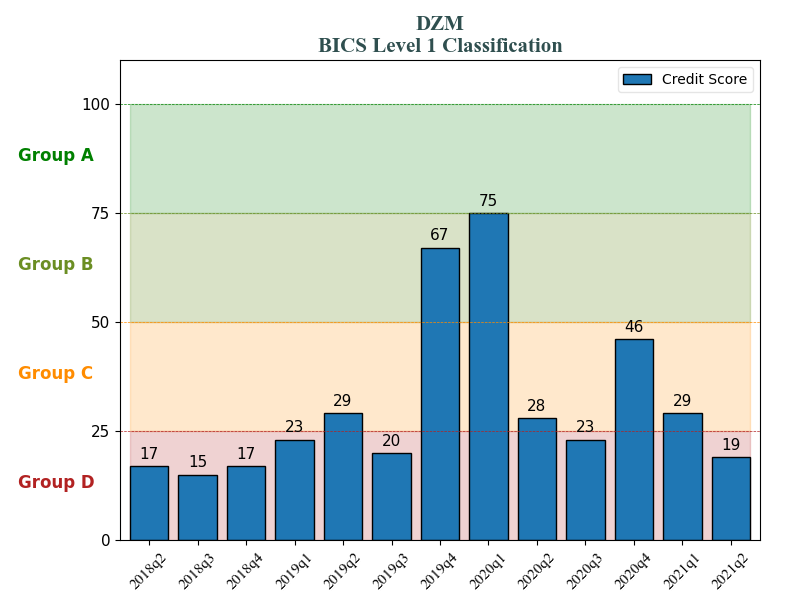 DZM
BICS Level 1 Classification
Credit Score
100
Group A
75
75
67
Group B
50
46
Group C
29
28
29
25
23
23
20
17
15
17
19
Group D
0
2018q2 2018q3 2018q4 2019q1 2019q2 2019q3 2019q4 2020q1 2020q2 2020q3 2020q4 2021q1 2021q2